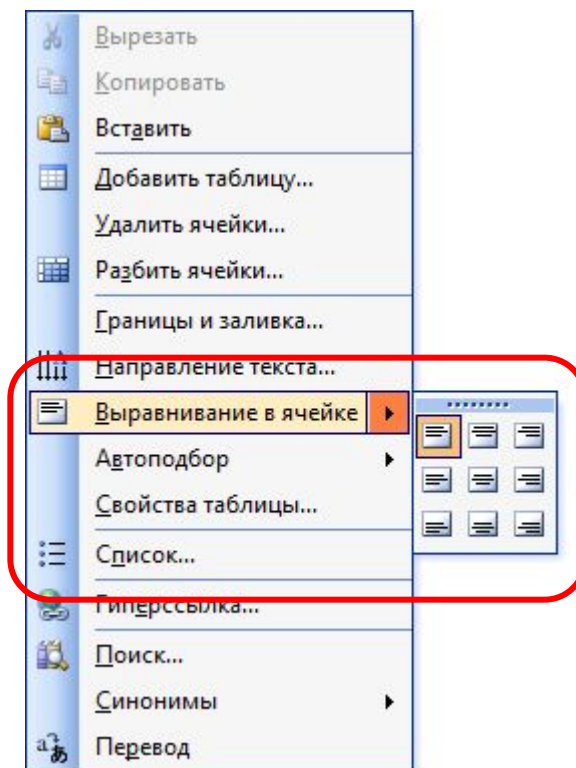 Вырезать
Копировать
Вставить
Добавить таблицу...
Удалить ячейки...
Разбить ячейки...
Границы и заливка...
Направление текста...
Выравнивание в ячейке
Автоподбор
Свойства таблицы...
Список...
Гиперссылка...
Поиск...
Синонимы
Перевод